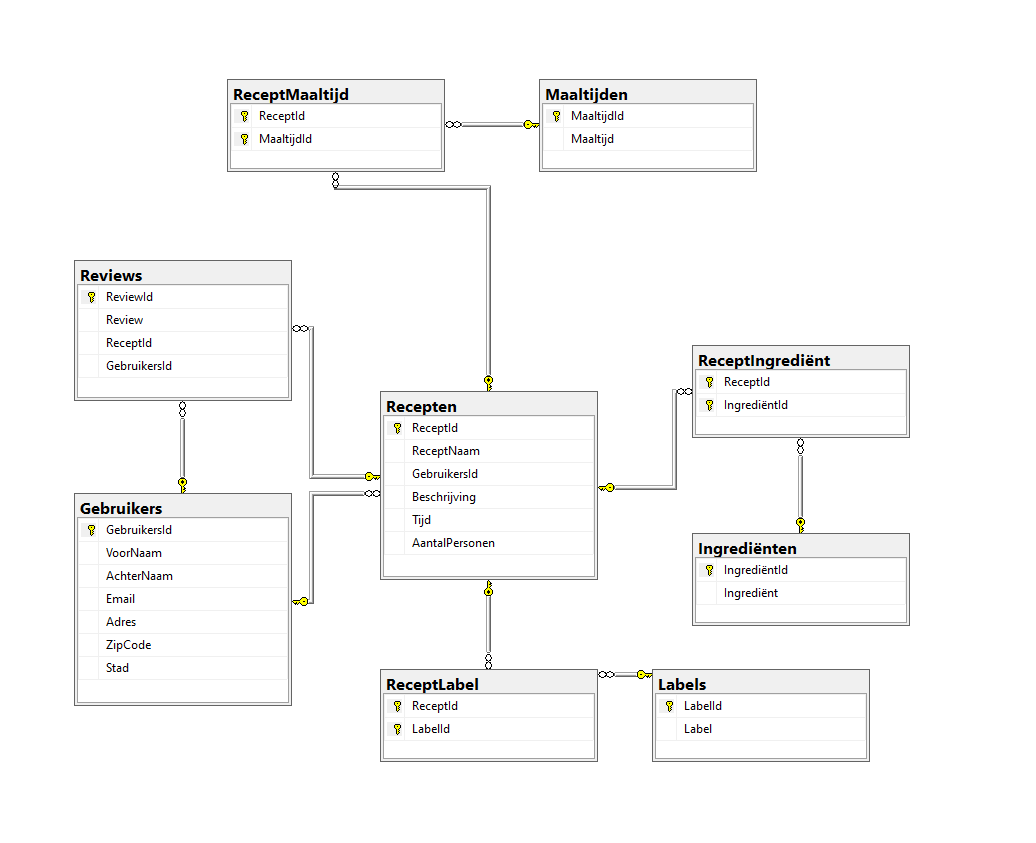 ReceptMaaltijd
ReceptId
MaaltijdId
Maaltijden
MaaltijdId
Maaltijd
Reviews
ReviewId
Review
ReceptId
GebruikersId
ReceptIngrediënt
ReceptId
IngrediëntId
Recepten
ReceptId
ReceptNaam
GebruikersId
Beschrijving
Tijd
AantalPersonen
Gebruikers
GebruikersId
VoorNaam
AchterNaam
Email
Adres
ZipCode
Stad
Ingrediënten
IngrediëntId
Ingrediënt
ReceptLabel
ReceptId
LabelId
Labels
LabelId
Label